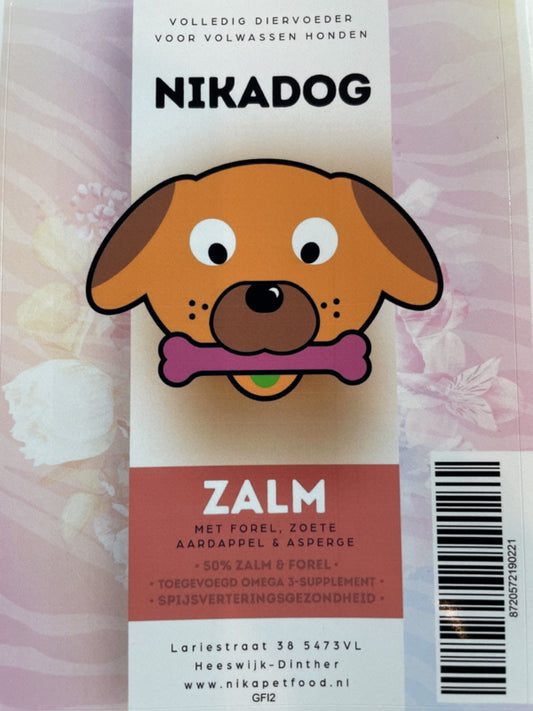 VOLLEDIG DIERVOEDER
VOOR VOLWASSEN HONDEN
NIKADOG
ZALM
MET FOREL, ZOETE
AARDAPPEL & ASPERGE
• 50% ZALM & FOREL •
• TOEGEVOEGD OMEGA 3-SUPPLEMENT •
• SPIJSVERTERINGSGEZONDHEID •
Lariestraat 38 5473VL
Heeswijk-Dinther
www.nikapetfood.nl
GFI2
8720572190221